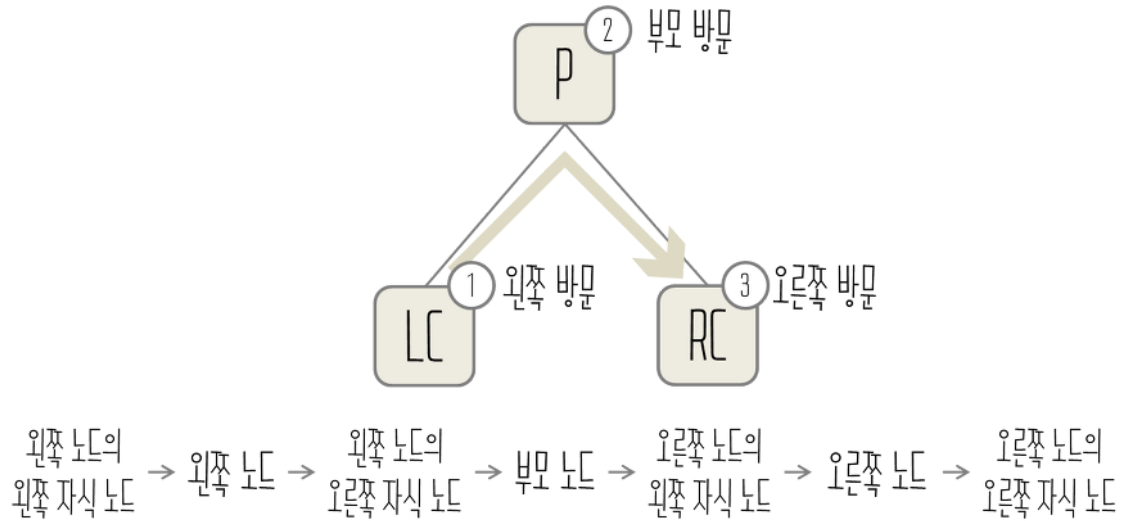 2 부모 방문
P
1 왼쪽 방문
3 오른쪽 방문
LC
RC
왼쪽 노드의
왼쪽 자식 노드
→ 왼쪽 노드 →
왼쪽 노드의
오른쪽 자식 노드
→ 부모 노드 →
오른쪽 노드의
왼쪽 자식 노드
→ 오른쪽 노드 →
오른쪽 노드의
오른쪽 자식 노드